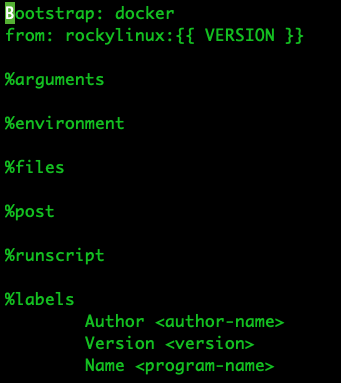 Bootstrap: docker
from: rockylinux:{{ VERSION }}
%arguments
%environment
%files
%post
%runscript
%labels
Author <author-name>
Version <version>
Name <program-name>